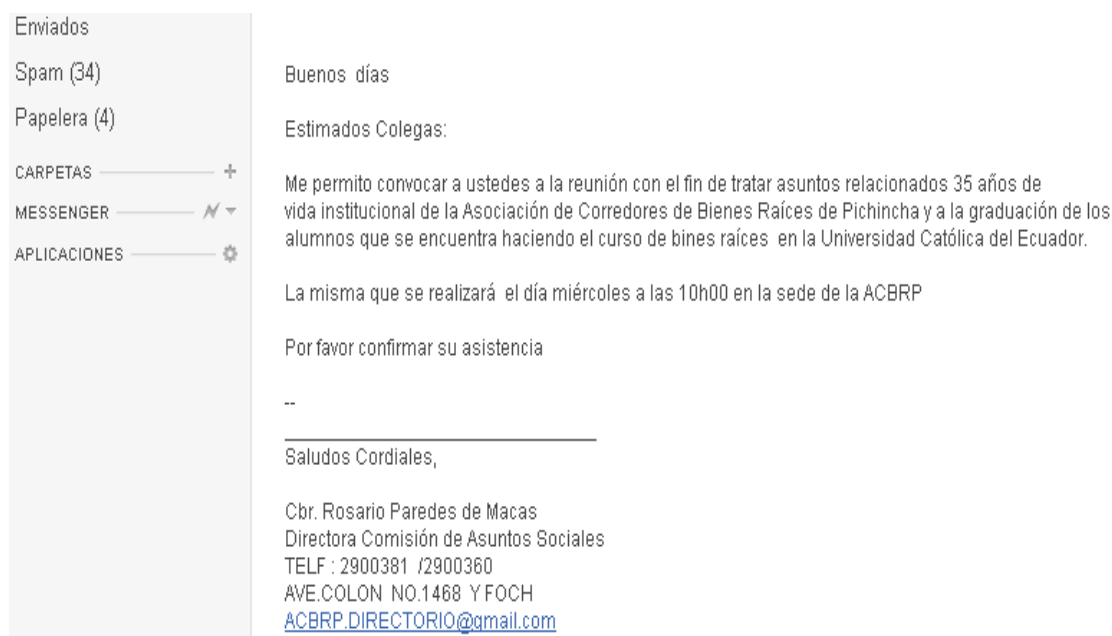 Enviados
Spam (34)
Papelera (4)
CARPETAS
MESSENGER
APLICACIONES
Buenos días
Estimados Colegas:
Me permito convocar a ustedes a la reunión con el fin de tratar asuntos relacionados 35 años de
vida institucional de la Asociación de Corredores de Bienes Raíces de Pichincha y a la graduación de los
alumnos que se encuentra haciendo el curso de bines raíces en la Universidad Católica del Ecuador.
La misma que se realizará el día miércoles a las 10h00 en la sede de la ACBRP
Por favor confirmar su asistencia
--
Saludos Cordiales,
Cbr. Rosario Paredes de Macas
Directora Comisión de Asuntos Sociales
TELF : 2900381 /2900360
AVE.COLON NO.1468 Y FOCH
ACBRP.DIRECTORIO@gmail.com